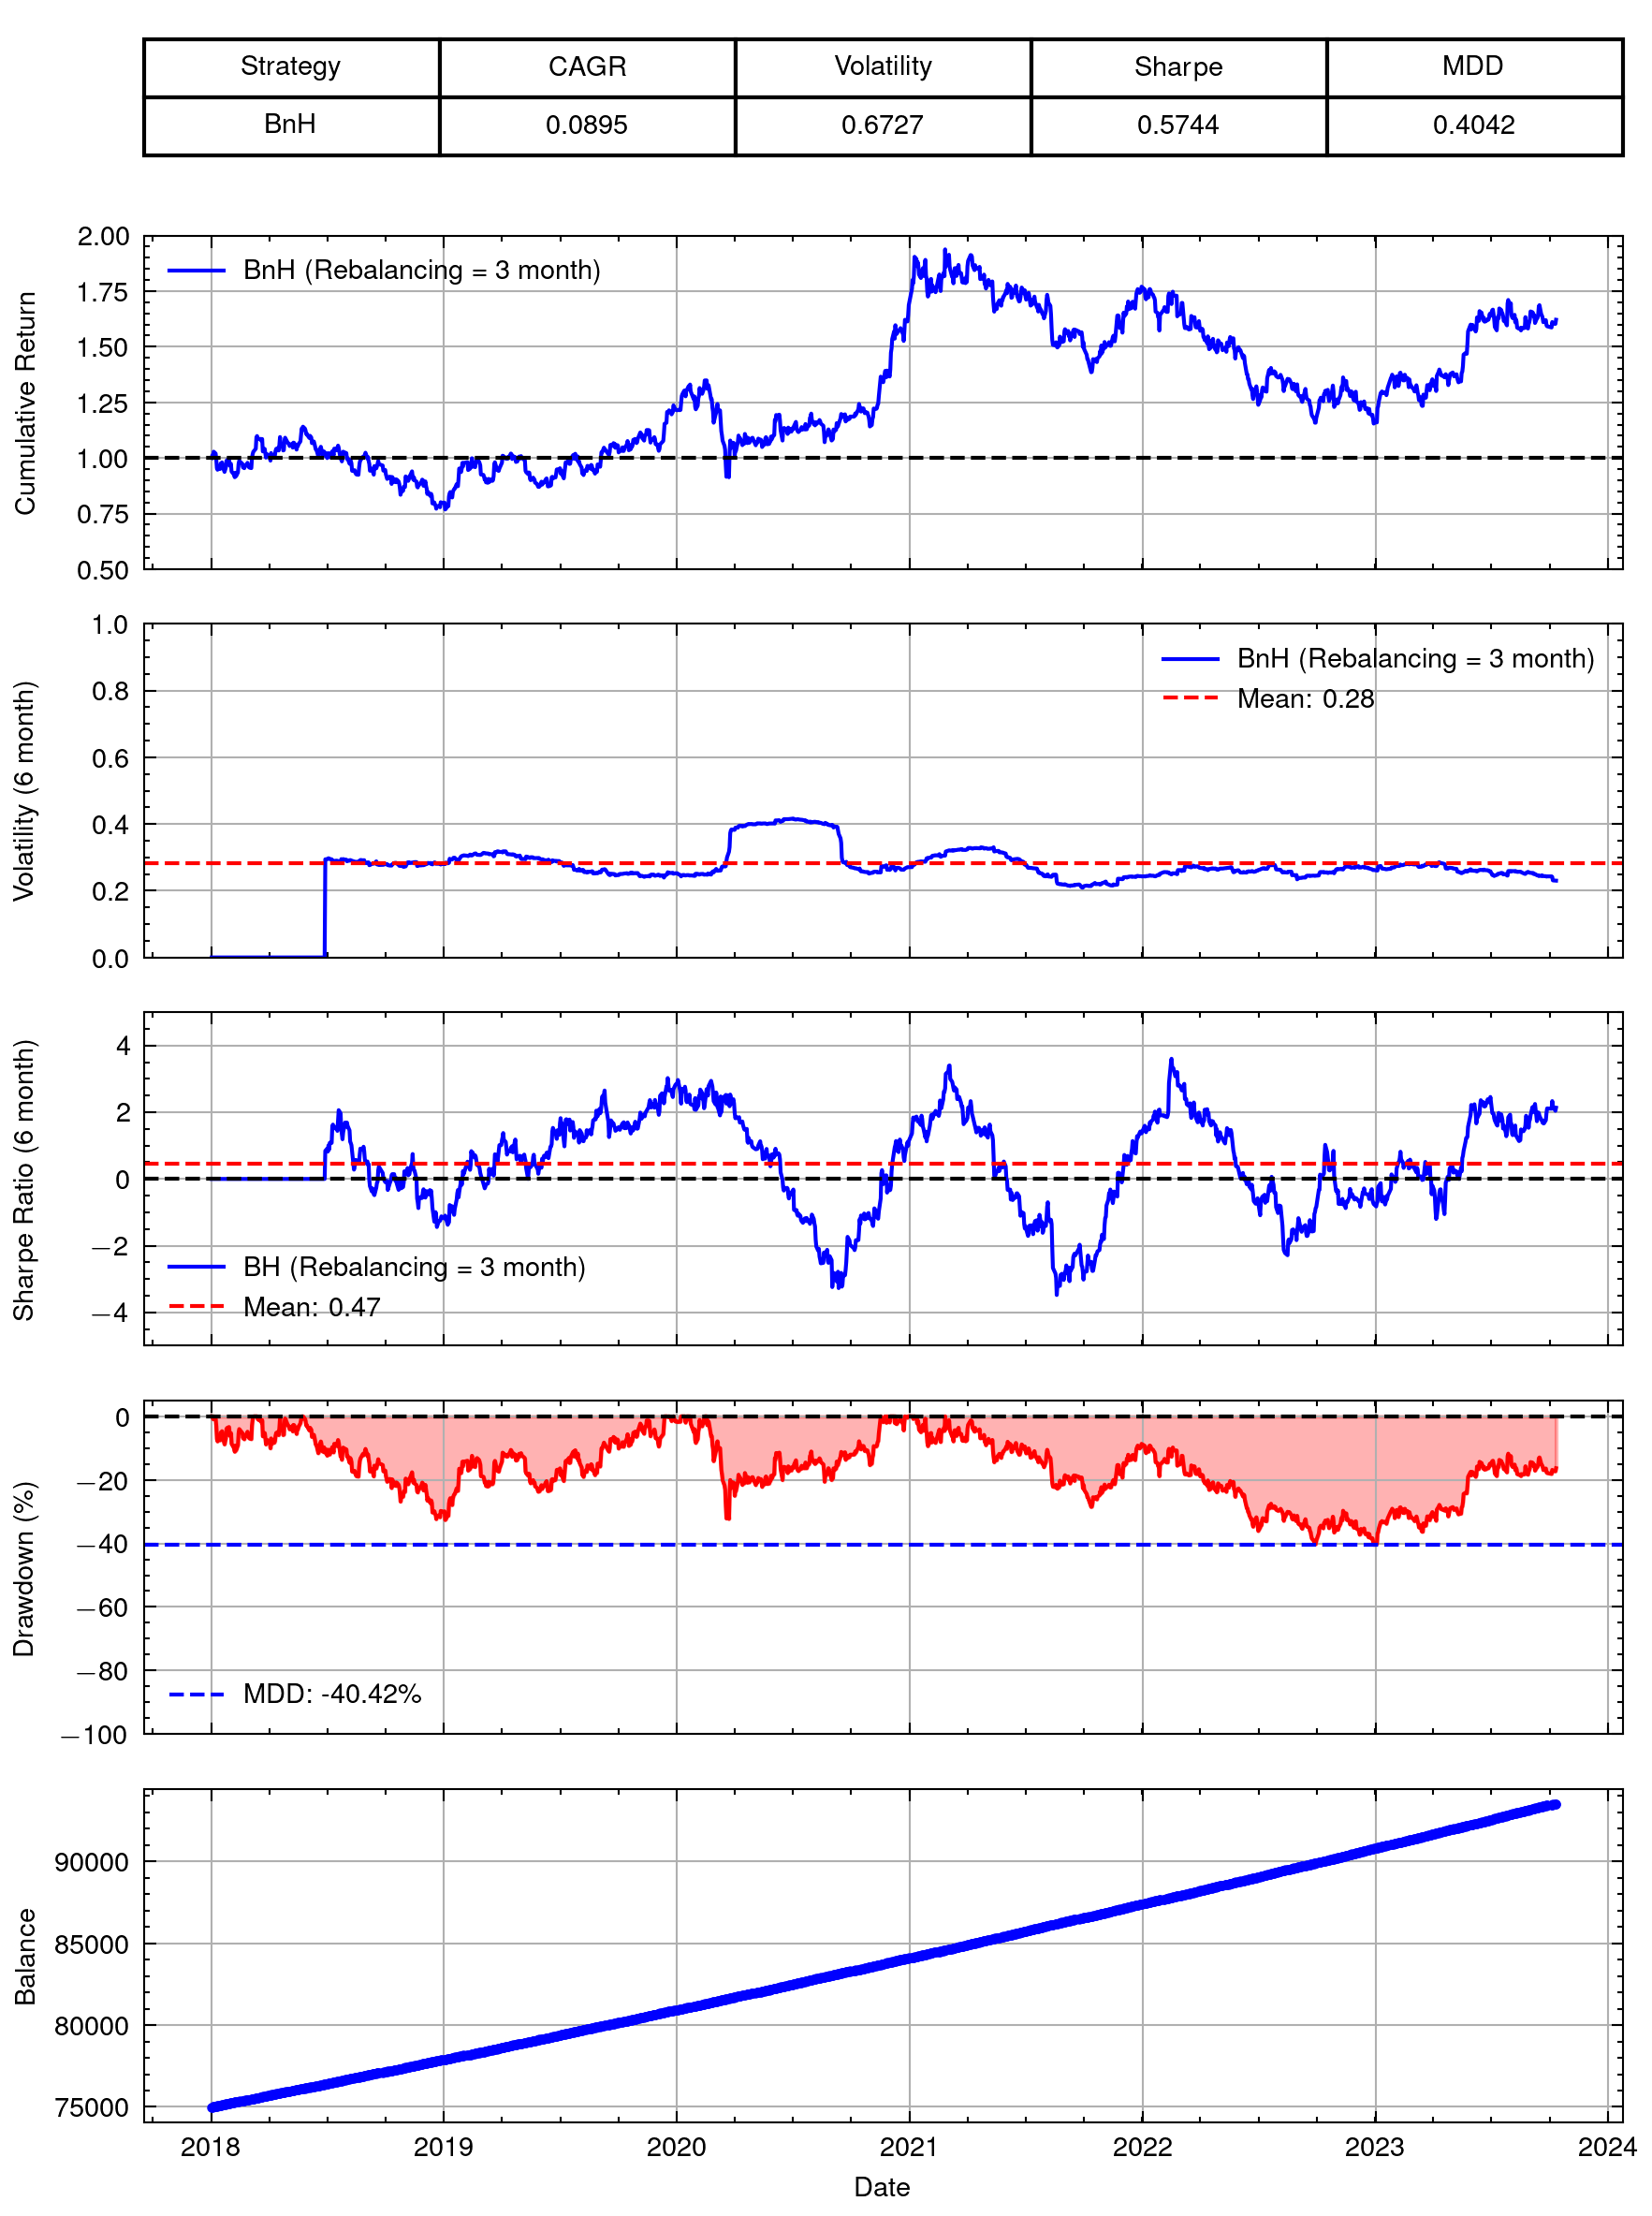 Strategy CAGR Volatility Sharpe MDD
BnH 0.0895 0.6727 0.5744 0.4042
Cumulative Return
2.00
1.75
1.50
1.25
1.00
0.75
0.50
BnH (Rebalancing = 3 month)
Volatility (6 month)
1.0
0.8
0.6
0.4
0.2
0.0
BnH (Rebalancing = 3 month)
Mean: 0.28
Sharpe Ratio (6 month)
4
2
0
−2
−4
BH (Rebalancing = 3 month)
Mean: 0.47
Drawdown (%)
0
−20
−40
−60
−80
−100
MDD: -40.42%
Balance
90000
85000
80000
75000
2018 2019 2020 2021 2022 2023 2024
Date